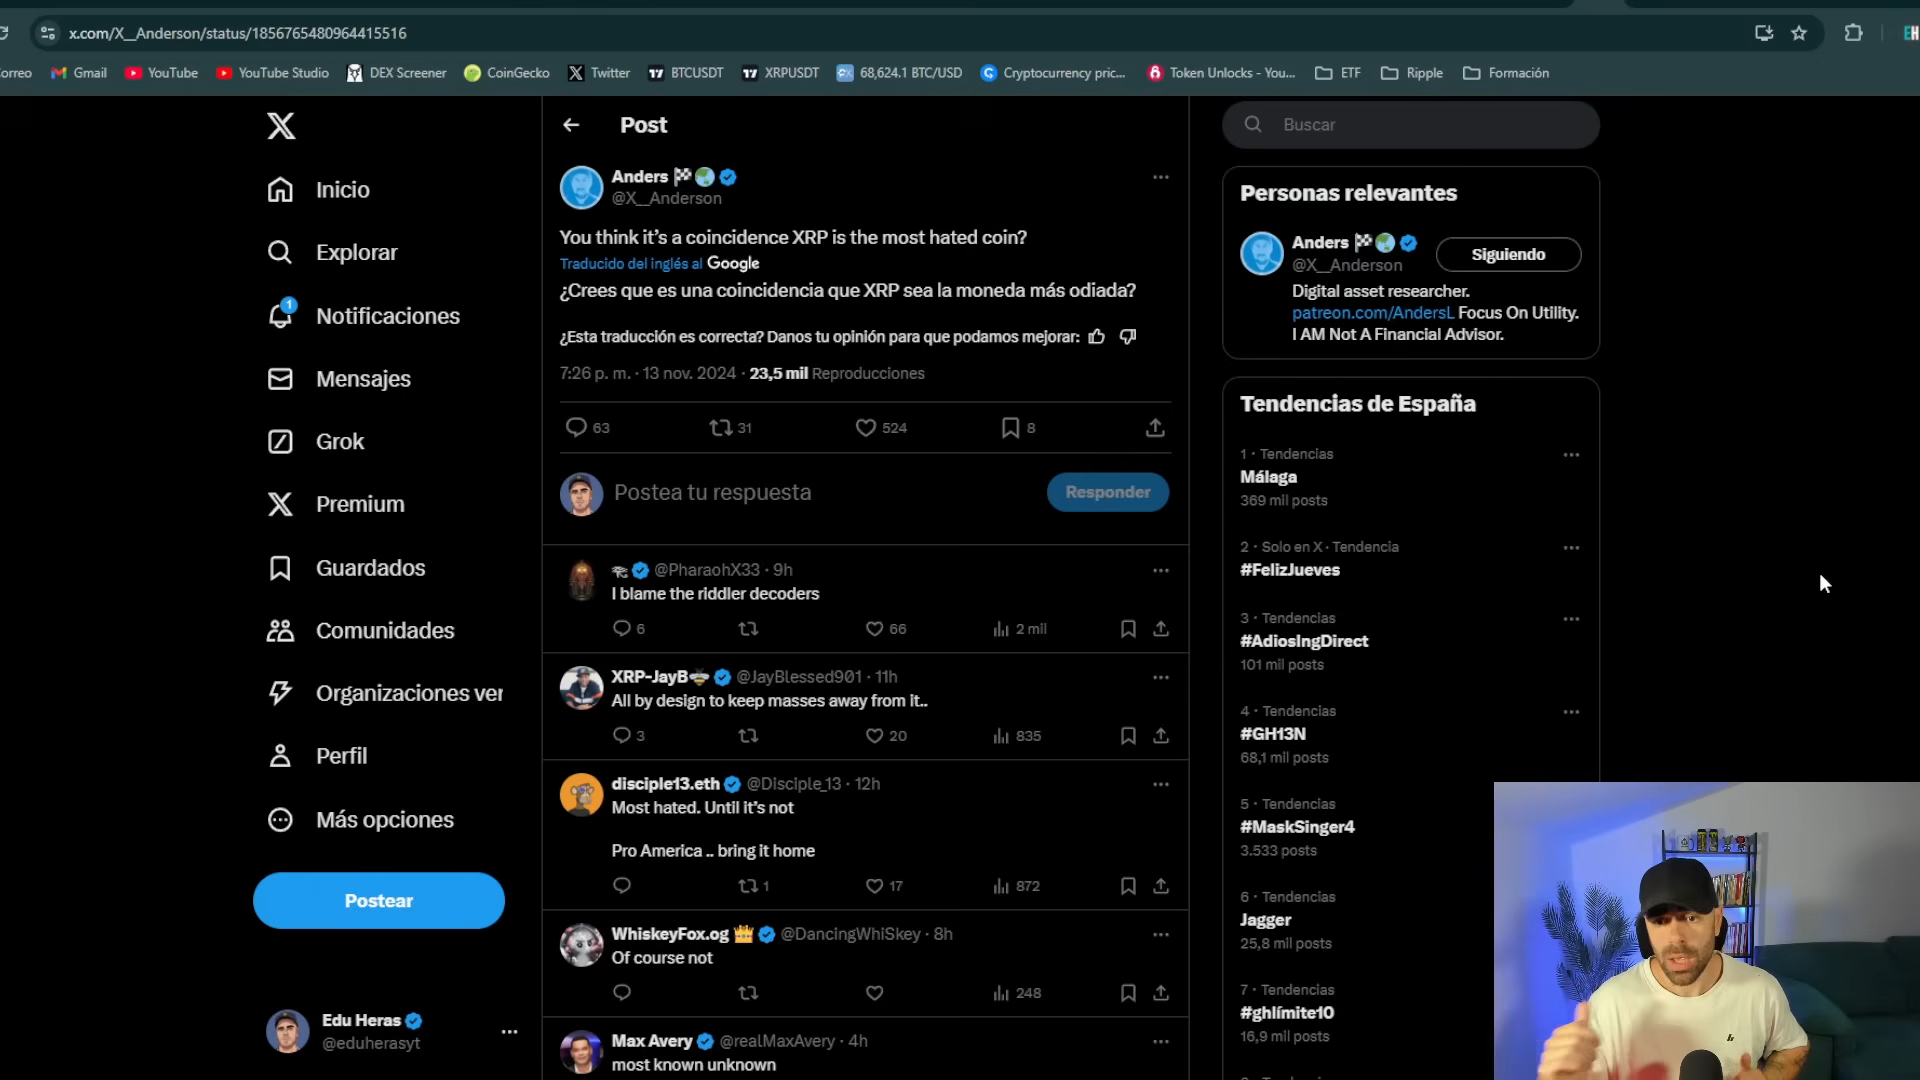 x.com/X__Anderson/status/1856765480964415516
orreo
Gmail
YouTube
YouTube Studio
DEX Screener
CoinGecko
Twitter
BTCUSDT
XRPUSDT
68,624.1 BTC/USD
Cryptocurrency pric...
Token Unlocks - You...
ETF
Ripple
Formación
Inicio
Explorar
1
Notificaciones
Mensajes
Grok
Premium
Guardados
Comunidades
Organizaciones ver
Perfil
Más opciones
Postear
Edu Heras
@eduherasyt
Post
Anders
@X__Anderson
You think it's a coincidence XRP is the most hated coin?
Traducido del inglés al Google
¿Crees que es una coincidencia que XRP sea la moneda más odiada?
¿Esta traducción es correcta? Danos tu opinión para que podamos mejorar:
7:26 p. m. · 13 nov. 2024 · 23,5 mil Reproducciones
63 31 524 8
Postea tu respuesta
Responder
@PharaohX33 · 9h
I blame the riddler decoders
6 66 2 mil
XRP-JayB @JayBlessed901 · 11h
All by design to keep masses away from it..
3 20 835
disciple13.eth @Disciple_13 · 12h
Most hated. Until it's not
Pro America .. bring it home
1 17 872
WhiskeyFox.og @DancingWhiSkey · 8h
Of course not
248
Max Avery @realMaxAvery · 4h
most known unknown
Buscar
Personas relevantes
Anders
@X__Anderson
Siguiendo
Digital asset researcher.
patreon.com/AndersL Focus On Utility.
I AM Not A Financial Advisor.
Tendencias de España
1 · Tendencias
Málaga
369 mil posts
2 · Solo en X · Tendencia
#FelizJueves
3 · Tendencias
#AdiosIngDirect
101 mil posts
4 · Tendencias
#GH13N
68,1 mil posts
5 · Tendencias
#MaskSinger4
3.533 posts
6 · Tendencias
Jagger
25,8 mil posts
7 · Tendencias
#ghlímite10
16,9 mil posts